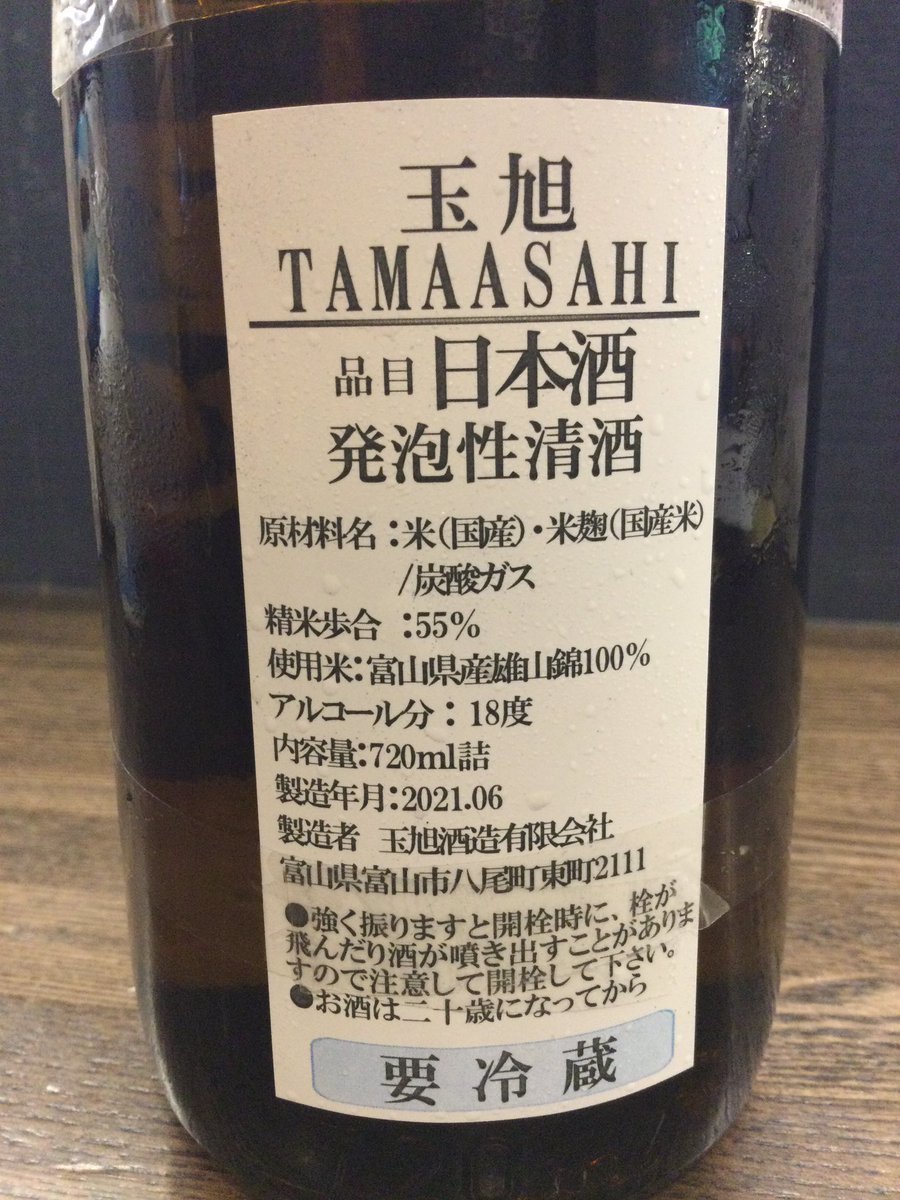 玉旭
TAMAASAHI
品目 日本酒
発泡性清酒
原材料名：米（国産）・米麹（国産米）
/炭酸ガス
精米歩合 ：55％
使用米：富山県産雄山錦100％
アルコール分： 18度
内容量：720ml詰
製造年月：2021.06
製造者 玉旭酒造有限会社
富山県富山市八尾町東町2111
●強く振りますと開栓時に、栓が
飛んだり酒が噴き出すことがありま
すので注意して開栓して下さい。
●お酒は二十歳になってから
要冷蔵